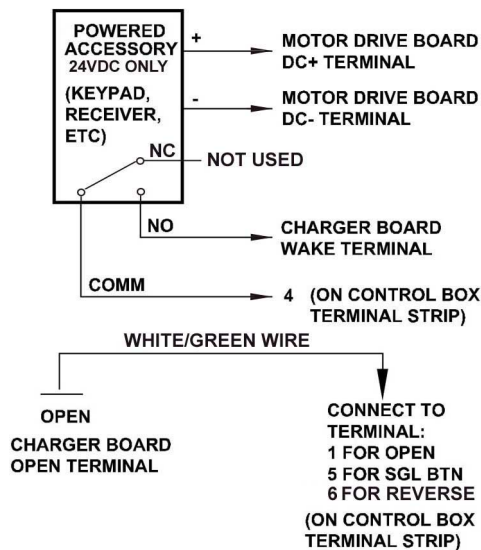 POWERED
ACCESSORY
24VDC ONLY
(KEYPAD,
RECEIVER,
ETC)
+
MOTOR DRIVE BOARD
DC+ TERMINAL
-
MOTOR DRIVE BOARD
DC- TERMINAL
NC
NOT USED
NO
CHARGER BOARD
WAKE TERMINAL
COMM
4 (ON CONTROL BOX
TERMINAL STRIP)
WHITE/GREEN WIRE
OPEN
CHARGER BOARD
OPEN TERMINAL
CONNECT TO
TERMINAL:
1 FOR OPEN
5 FOR SGL BTN
6 FOR REVERSE
(ON CONTROL BOX
TERMINAL STRIP)